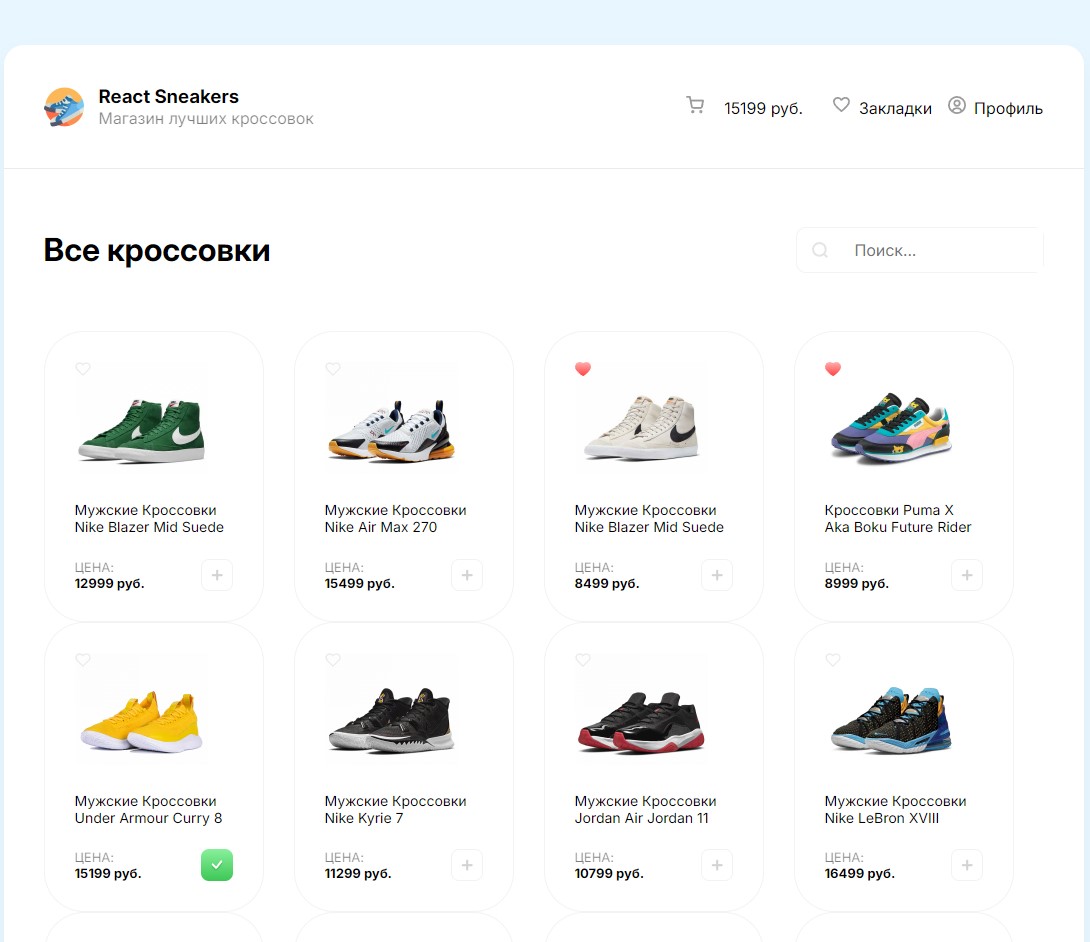 React Sneakers
Магазин лучших кроссовок
15199 руб.
Закладки
Профиль
Все кроссовки
Поиск...
Мужские Кроссовки
Nike Blazer Mid Suede
ЦЕНА:
12999 руб.
Мужские Кроссовки
Nike Air Max 270
ЦЕНА:
15499 руб.
Мужские Кроссовки
Nike Blazer Mid Suede
ЦЕНА:
8499 руб.
Кроссовки Puma X
Aka Boku Future Rider
ЦЕНА:
8999 руб.
Мужские Кроссовки
Under Armour Curry 8
ЦЕНА:
15199 руб.
Мужские Кроссовки
Nike Kyrie 7
ЦЕНА:
11299 руб.
Мужские Кроссовки
Jordan Air Jordan 11
ЦЕНА:
10799 руб.
Мужские Кроссовки
Nike LeBron XVIII
ЦЕНА:
16499 руб.